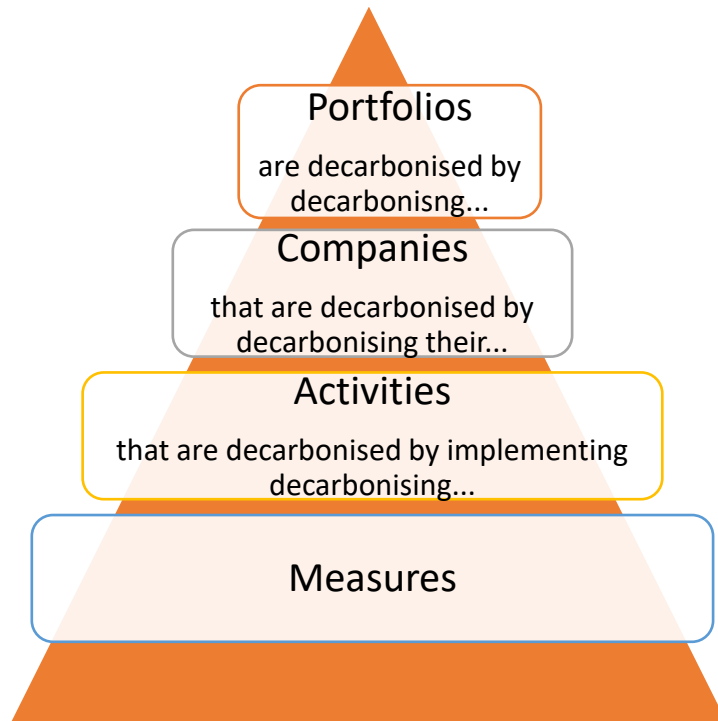 Portfolios
are decarbonised by
decarbonisng...
Companies
that are decarbonised by
decarbonising their...
Activities
that are decarbonised by implementing
decarbonising...
Measures